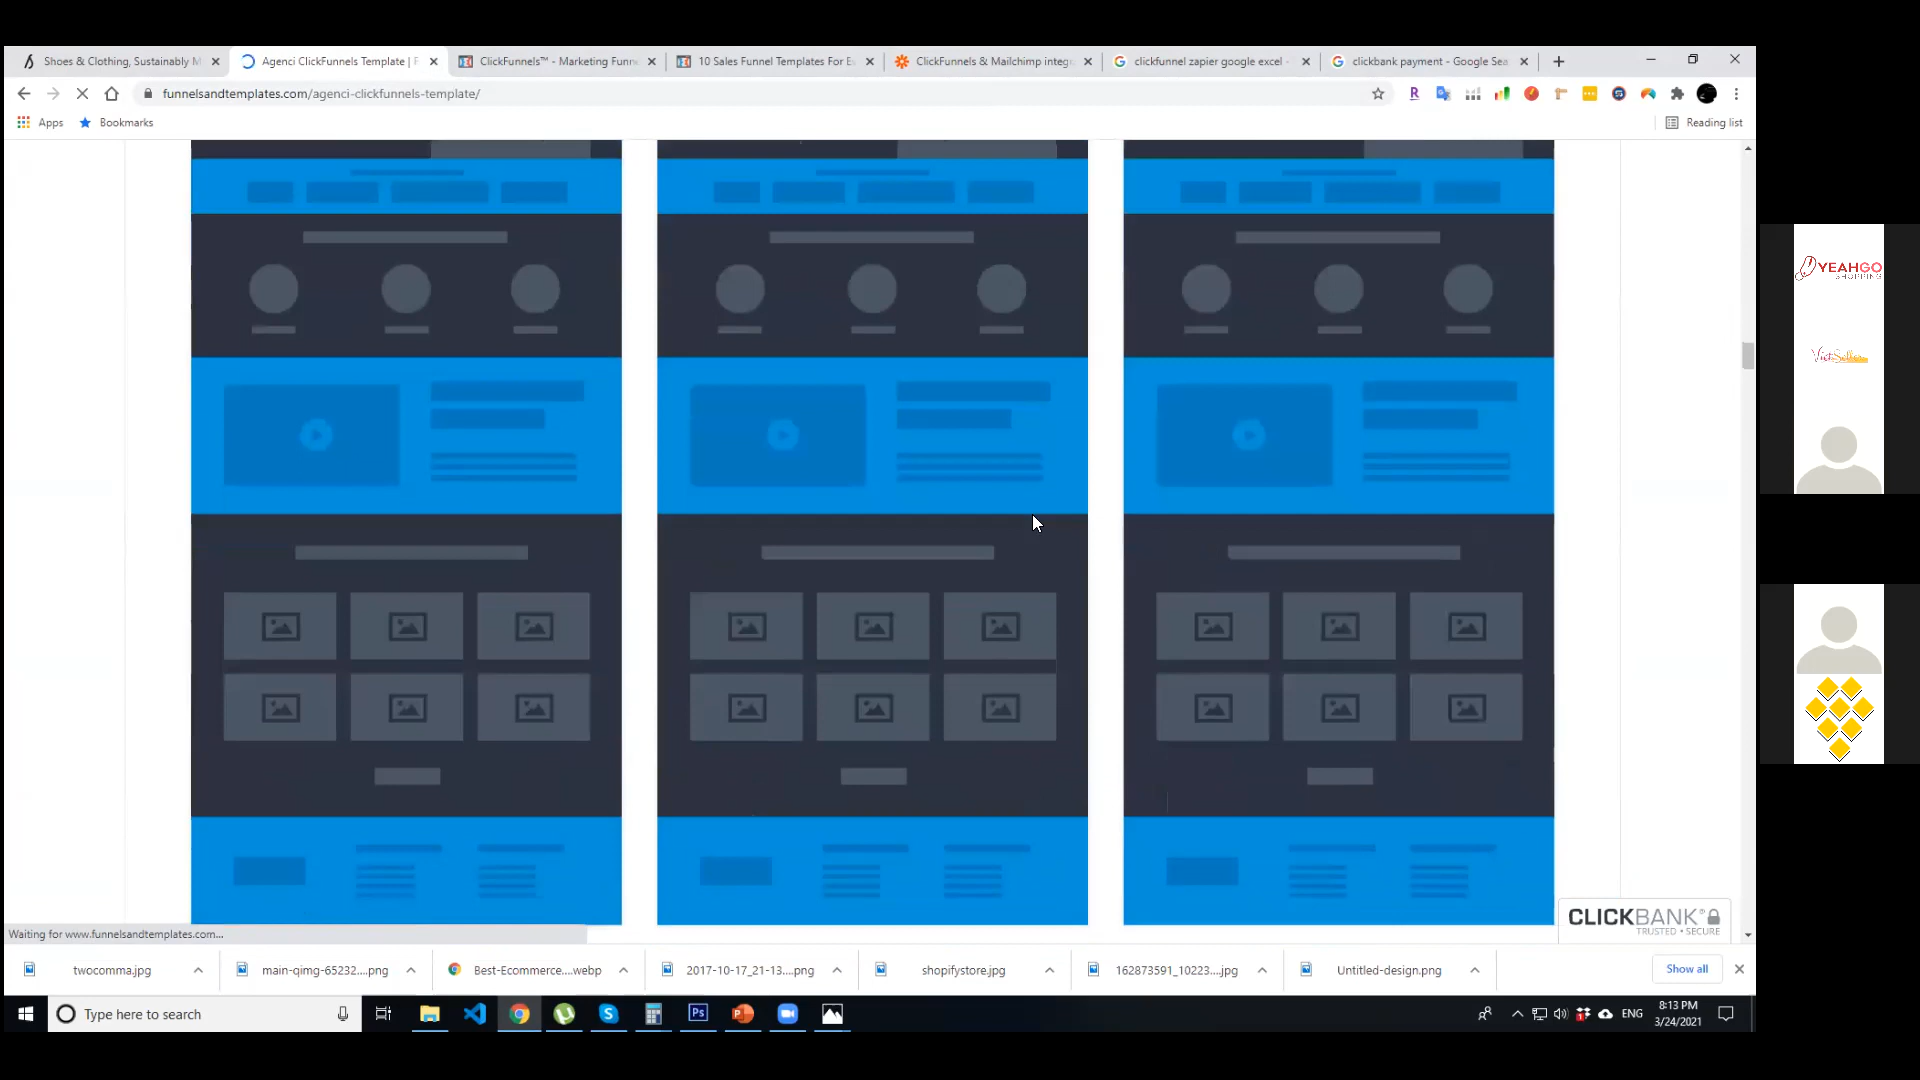 Shoes & Clothing, Sustainably M
Agenci ClickFunnels Template | F
ClickFunnels™ - Marketing Funn
10 Sales Funnel Templates For E
ClickFunnels & Mailchimp integ
clickfunnel zapier google excel -
clickbank payment - Google Sea
funnelsandtemplates.com/agenci-clickfunnels-template/
Apps
Bookmarks
Reading list
YEAHGO
SHOPPING
CLICKBANK®
TRUSTED • SECURE
Waiting for www.funnelsandtemplates.com...
twocomma.jpg
main-qimg-65232....png
Best-Ecommerce....webp
2017-10-17_21-13....png
shopifystore.jpg
162873591_10223....jpg
Untitled-design.png
Show all
Type here to search
Ps
ENG
8:13 PM
3/24/2021